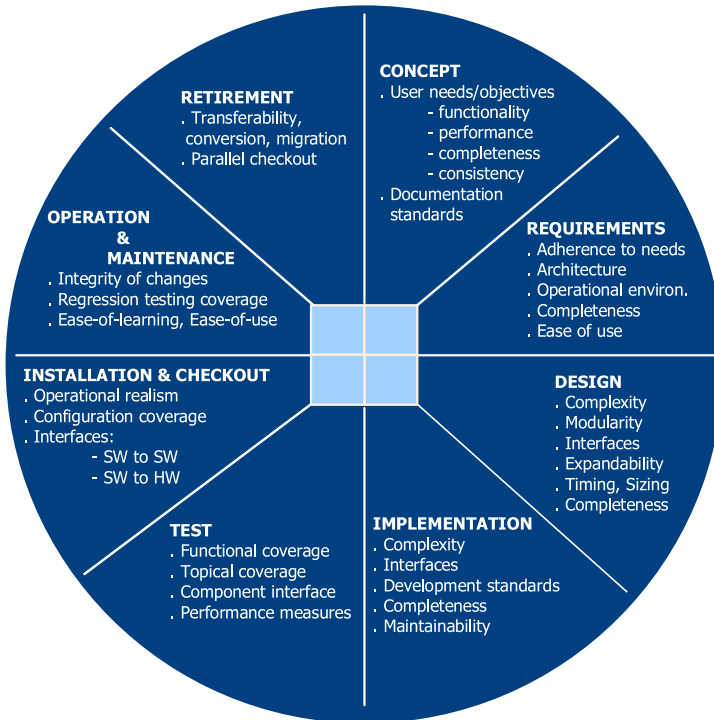 CONCEPT
. User needs/objectives
- functionality
- performance
- completeness
- consistency
. Documentation
standards
REQUIREMENTS
. Adherence to needs
. Architecture
. Operational environ.
. Completeness
. Ease of use
DESIGN
. Complexity
. Modularity
. Interfaces
. Expandability
. Timing, Sizing
. Completeness
IMPLEMENTATION
. Complexity
. Interfaces
. Development standards
. Completeness
. Maintainability
TEST
. Functional coverage
. Topical coverage
. Component interface
. Performance measures
INSTALLATION & CHECKOUT
. Operational realism
. Configuration coverage
. Interfaces:
- SW to SW
- SW to HW
OPERATION
&
MAINTENANCE
. Integrity of changes
. Regression testing coverage
. Ease-of-learning, Ease-of-use
RETIREMENT
. Transferability,
conversion, migration
. Parallel checkout